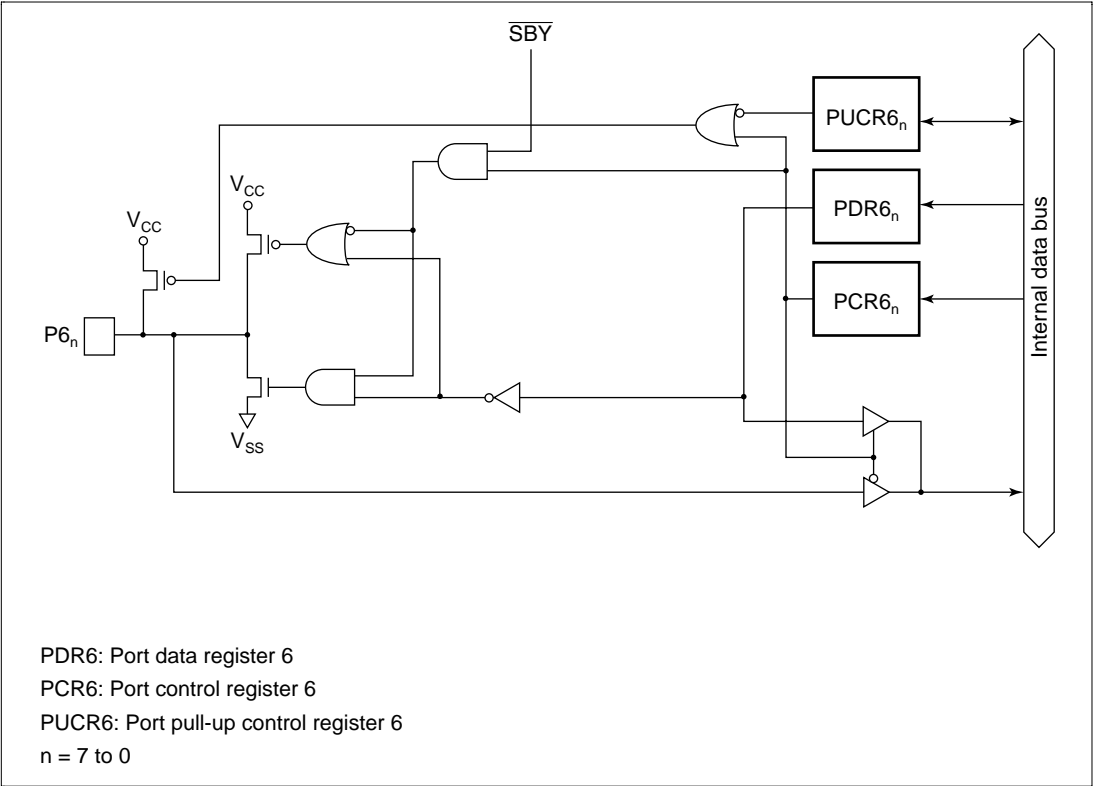 S̅B̅Y̅
PUCR6n
VCC
PDR6n
VCC
PCR6n
Internal data bus
P6n
VSS
PDR6: Port data register 6
PCR6: Port control register 6
PUCR6: Port pull-up control register 6
n = 7 to 0